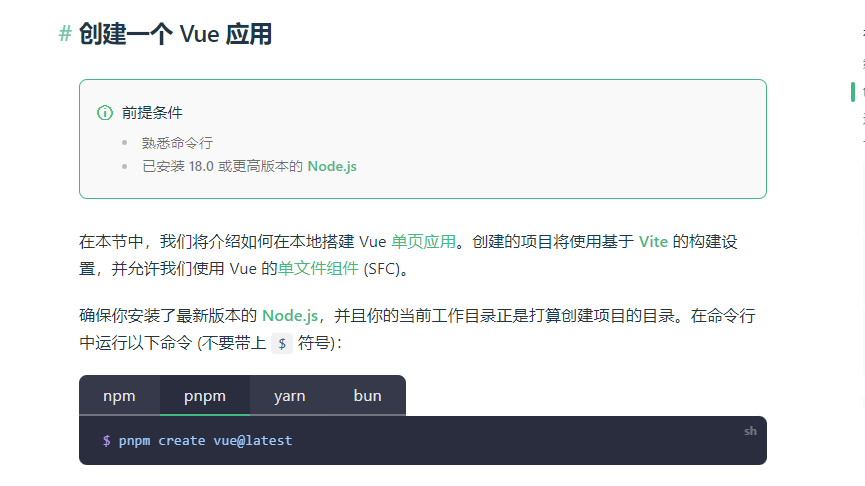 # 创建一个 Vue 应用
前提条件
熟悉命令行
已安装 18.0 或更高版本的 Node.js
在本节中，我们将介绍如何在本地搭建 Vue 单页应用。创建的项目将使用基于 Vite 的构建设
置，并允许我们使用 Vue 的单文件组件 (SFC)。
确保你安装了最新版本的 Node.js，并且你的当前工作目录正是打算创建项目的目录。在命令行
中运行以下命令 (不要带上 $ 符号)：
npm pnpm yarn bun
sh
$ pnpm create vue@latest